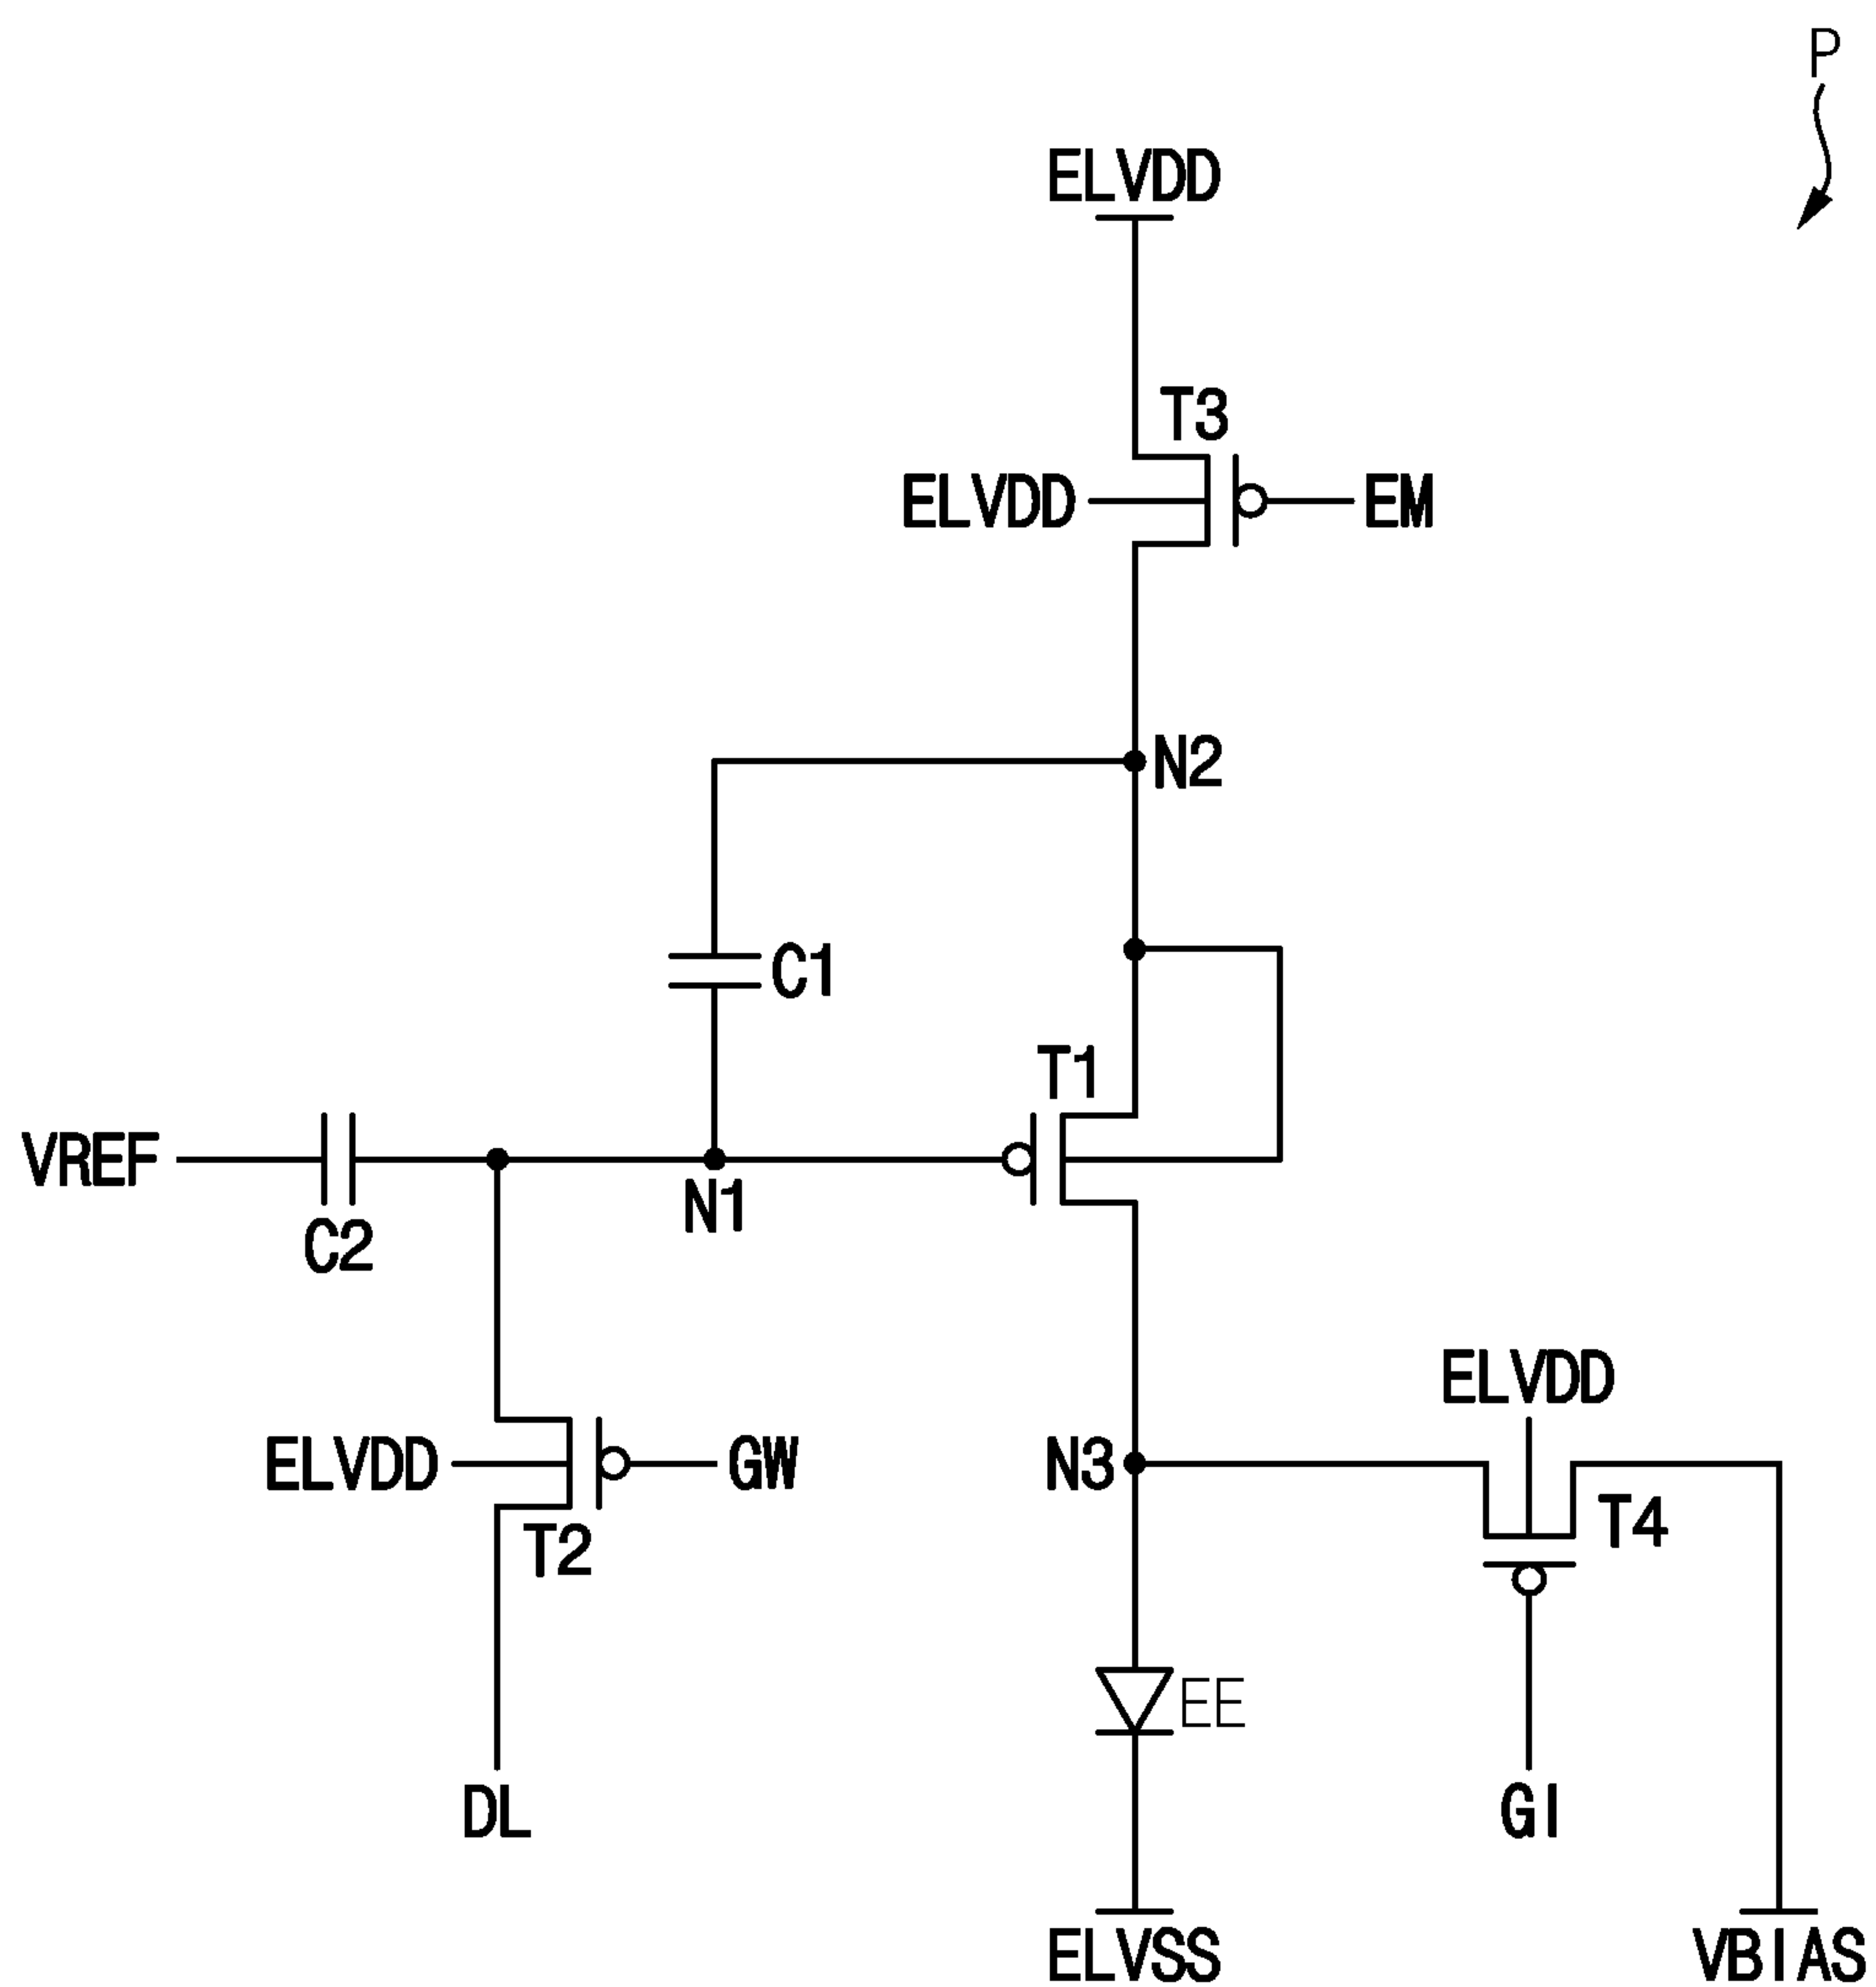 P
ELVDD
T3
ELVDD
EM
N2
C1
T1
VREF
N1
C2
ELVDD
ELVDD
GW
N3
T4
T2
EE
DL
GI
ELVSS
VBIAS